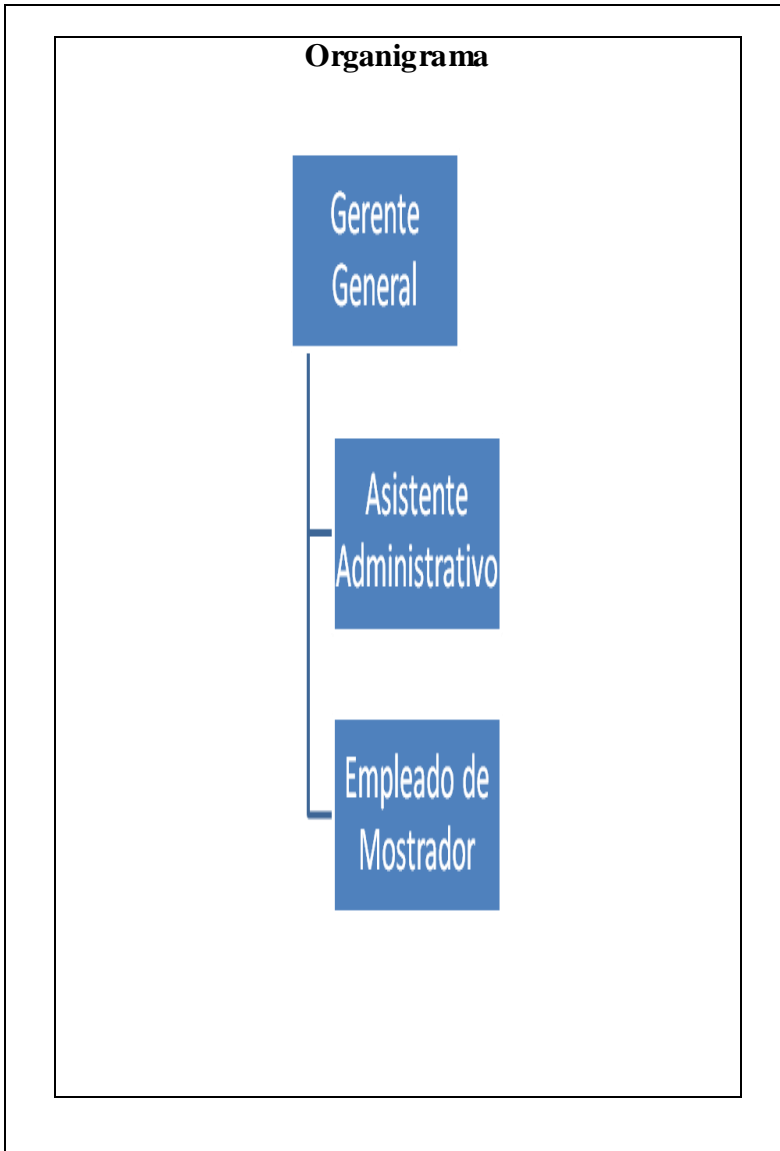 Organigrama
Gerente
General
Asistente
Administrativo
Empleado de
Mostrador